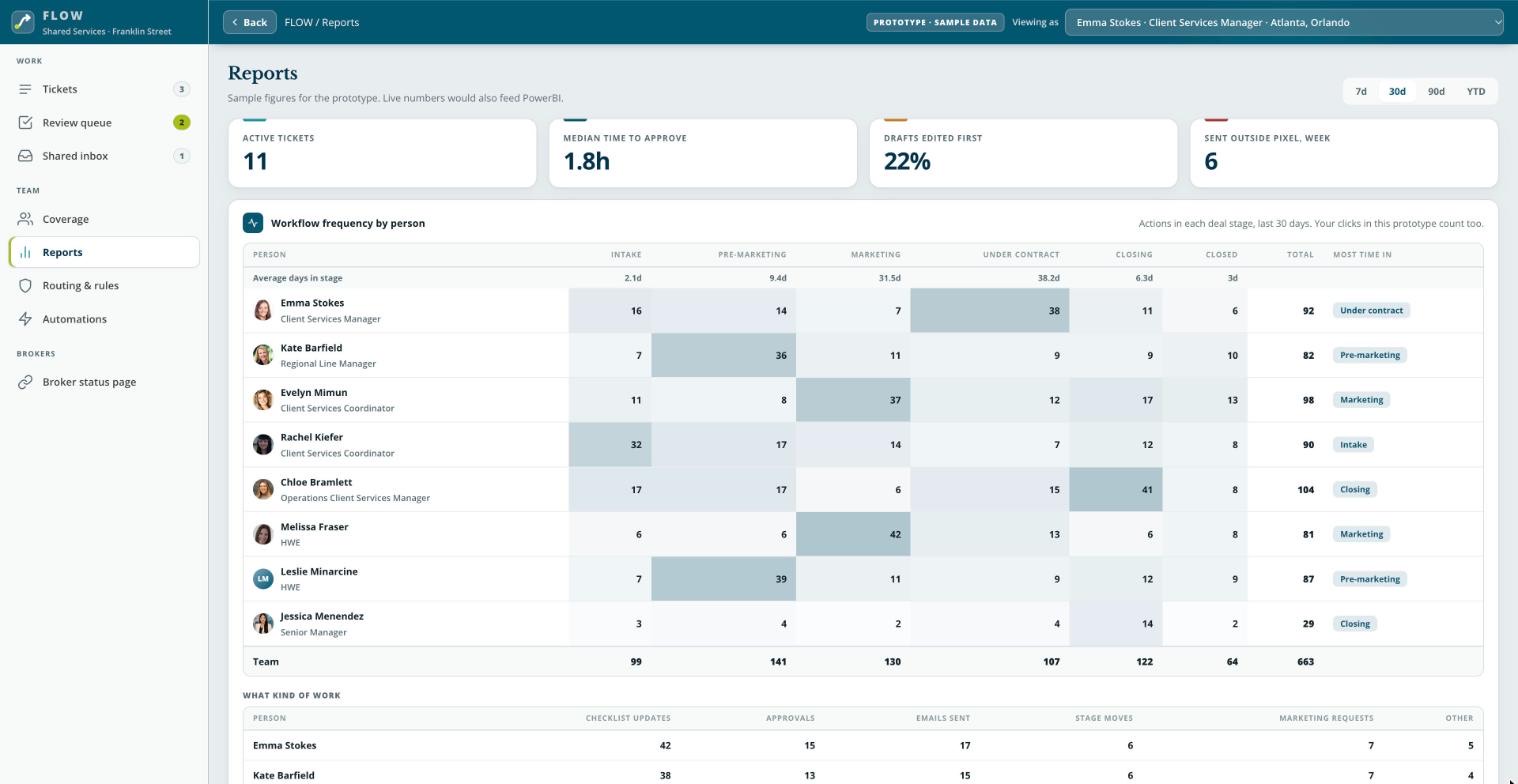 FLOW
Shared Services · Franklin Street
Back
FLOW / Reports
PROTOTYPE · SAMPLE DATA
Viewing as
Emma Stokes · Client Services Manager · Atlanta, Orlando
WORK
Tickets 3
Review queue 2
Shared inbox 1
TEAM
Coverage
Reports
Routing & rules
Automations
BROKERS
Broker status page
Reports
Sample figures for the prototype. Live numbers would also feed PowerBI.
7d 30d 90d YTD
ACTIVE TICKETS
11
MEDIAN TIME TO APPROVE
1.8h
DRAFTS EDITED FIRST
22%
SENT OUTSIDE PIXEL, WEEK
6
Workflow frequency by person
Actions in each deal stage, last 30 days. Your clicks in this prototype count too.
PERSON INTAKE PRE-MARKETING MARKETING UNDER CONTRACT CLOSING CLOSED TOTAL MOST TIME IN
Average days in stage 2.1d 9.4d 31.5d 38.2d 6.3d 3d
Emma Stokes
Client Services Manager
16 14 7 38 11 6 92 Under contract
Kate Barfield
Regional Line Manager
7 36 11 9 9 10 82 Pre-marketing
Evelyn Mimun
Client Services Coordinator
11 8 37 12 17 13 98 Marketing
Rachel Kiefer
Client Services Coordinator
32 17 14 7 12 8 90 Intake
Chloe Bramlett
Operations Client Services Manager
17 17 6 15 41 8 104 Closing
Melissa Fraser
HWE
6 6 42 13 6 8 81 Marketing
LM
Leslie Minarcine
HWE
7 39 11 9 12 9 87 Pre-marketing
Jessica Menendez
Senior Manager
3 4 2 4 14 2 29 Closing
Team 99 141 130 107 122 64 663
WHAT KIND OF WORK
PERSON CHECKLIST UPDATES APPROVALS EMAILS SENT STAGE MOVES MARKETING REQUESTS OTHER
Emma Stokes 42 15 17 6 7 5
Kate Barfield 38 13 15 6 7 4